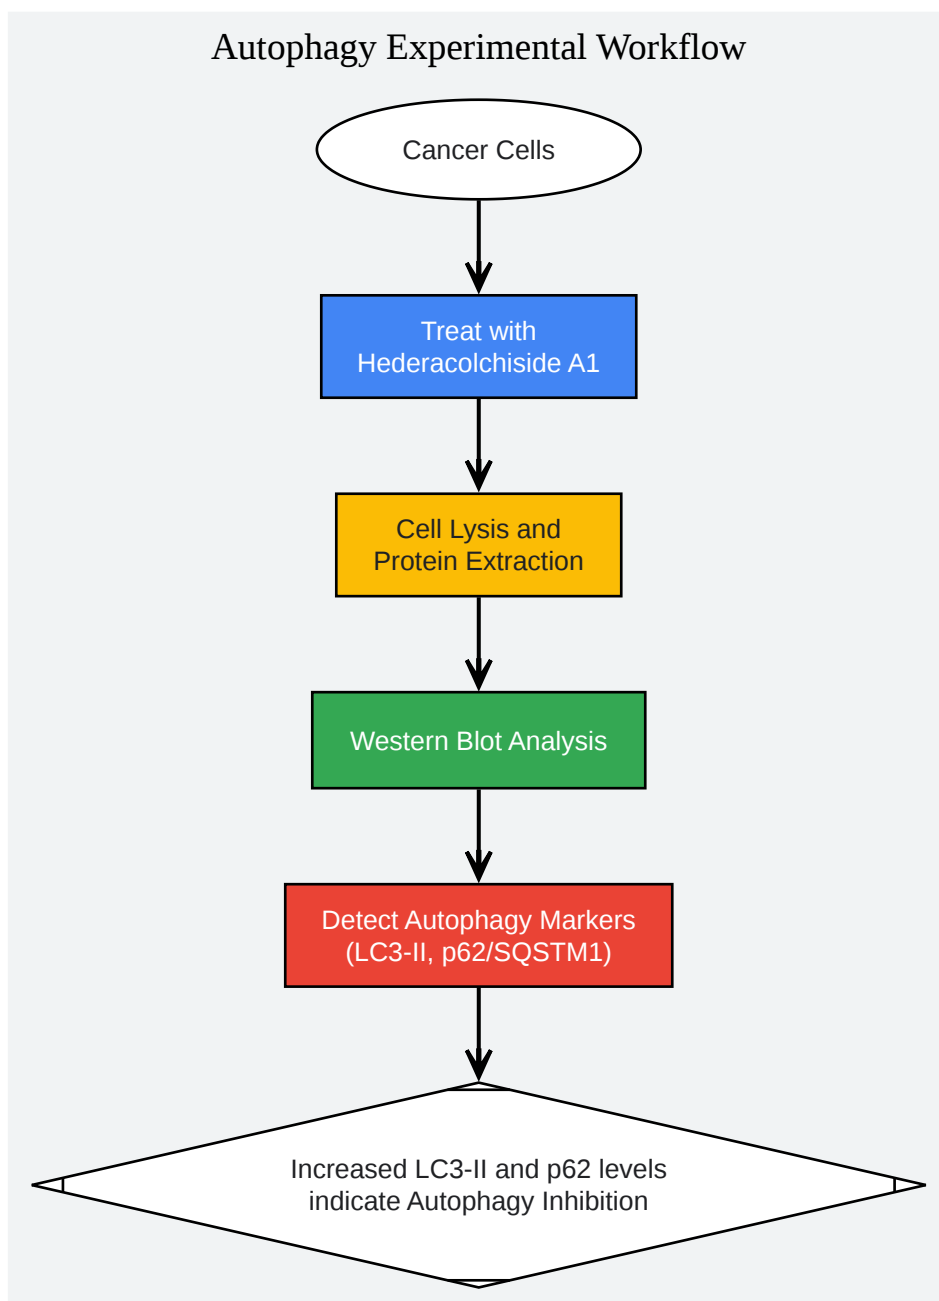 Autophagy Experimental Workflow
Cancer Cells
Treat with
Hederacolchiside A1
Cell Lysis and
Protein Extraction
Western Blot Analysis
Detect Autophagy Markers
(LC3-II, p62/SQSTM1)
Increased LC3-II and p62 levels
indicate Autophagy Inhibition